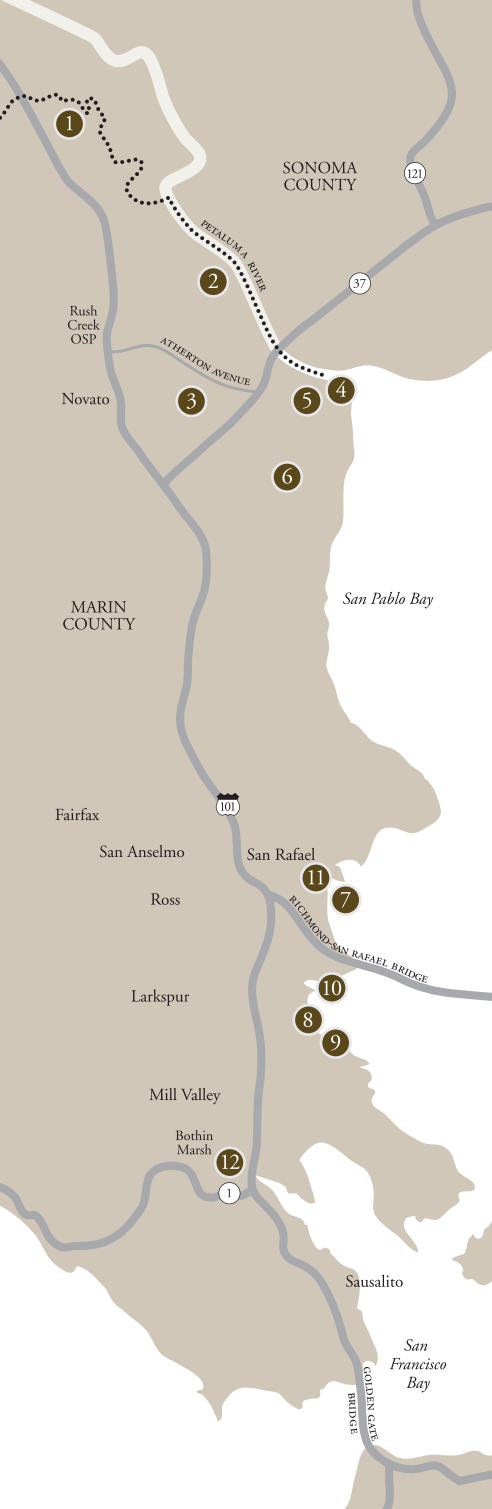 1
SONOMA
COUNTY
121
PETALUMA RIVER
2
37
Rush
Creek
OSP
ATHERTON AVENUE
4
Novato
3
5
6
San Pablo Bay
MARIN
COUNTY
101
Fairfax
San Anselmo
San Rafael
11
7
Ross
RICHMOND-SAN RAFAEL BRIDGE
10
Larkspur
8
9
Mill Valley
Bothin
Marsh
12
1
Sausalito
San
Francisco
Bay
GOLDEN GATE
BRIDGE